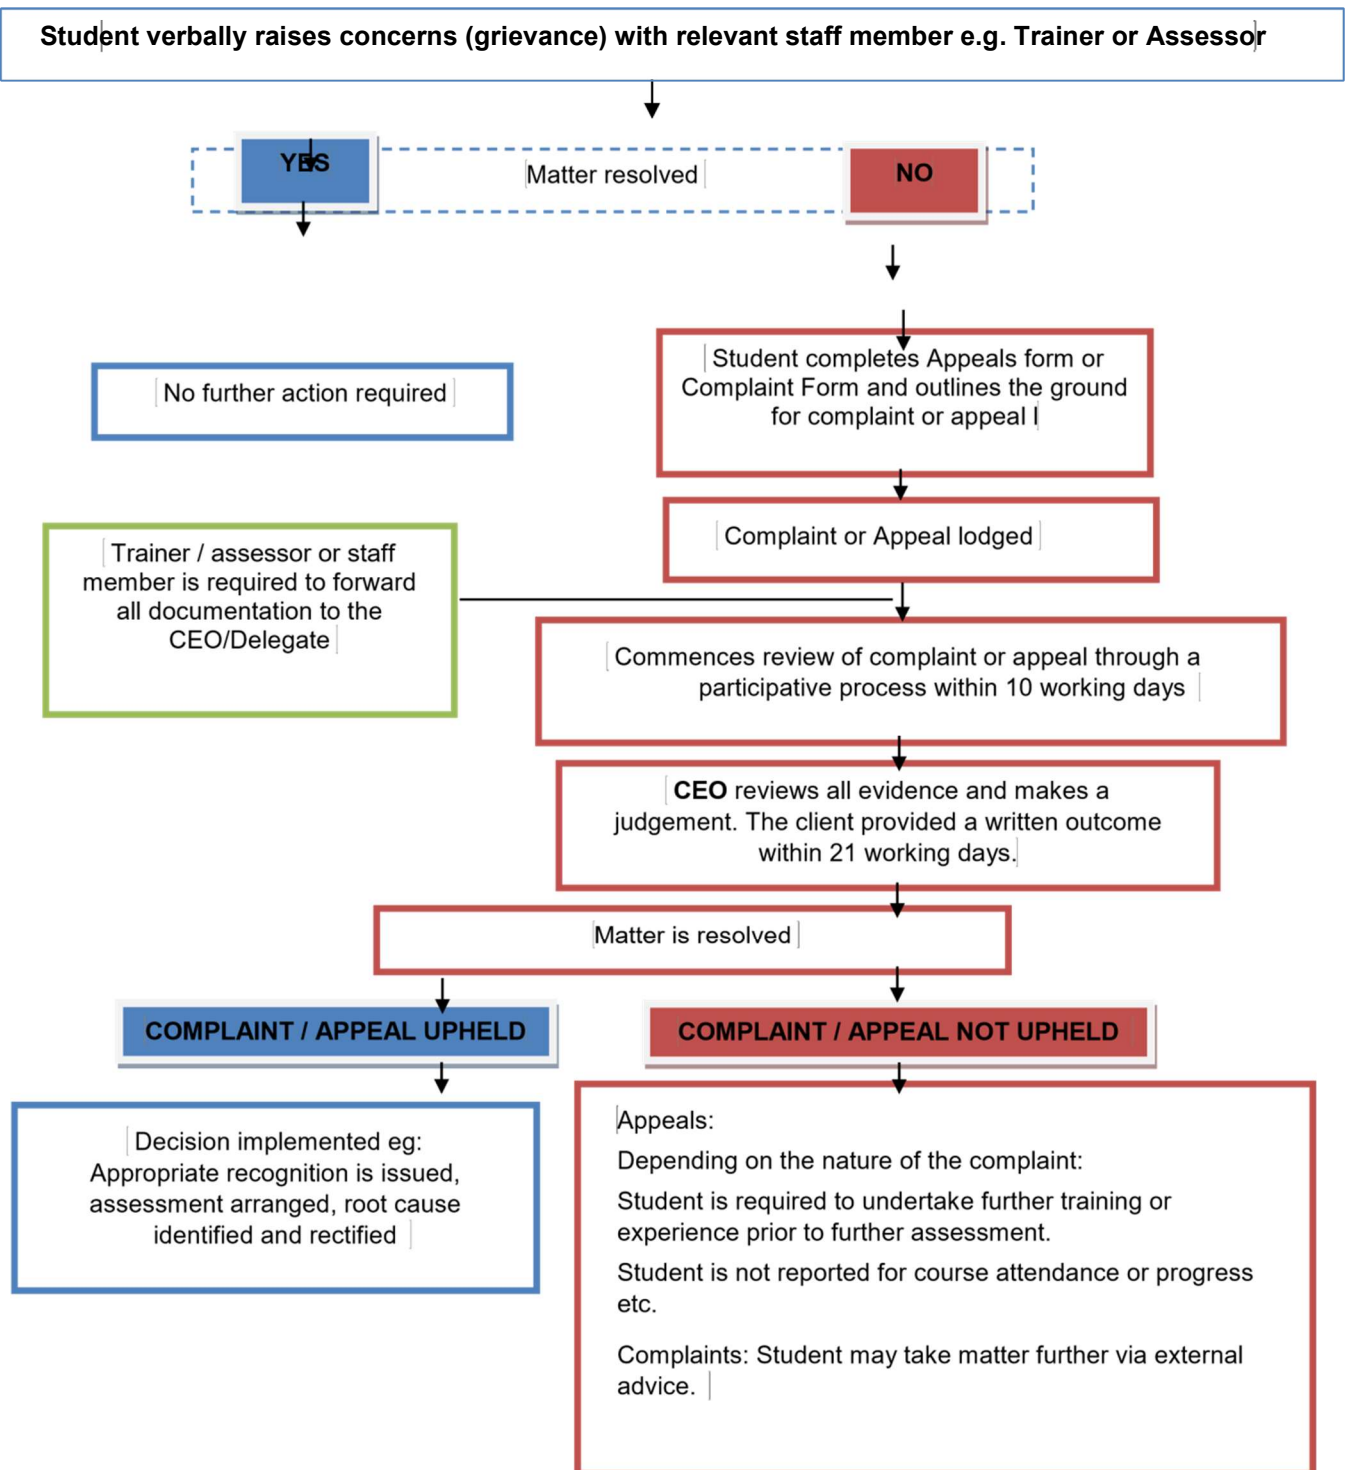 Student verbally raises concerns (grievance) with relevant staff member e.g. Trainer or Assessor
YES
Matter resolved
NO
No further action required
Student completes Appeals form or
Complaint Form and outlines the ground
for complaint or appeal I
Complaint or Appeal lodged
Trainer / assessor or staff
member is required to forward
all documentation to the
CEO/Delegate
Commences review of complaint or appeal through a
participative process within 10 working days
CEO reviews all evidence and makes a
judgement. The client provided a written outcome
within 21 working days.
Matter is resolved
COMPLAINT / APPEAL UPHELD
COMPLAINT / APPEAL NOT UPHELD
Decision implemented eg:
Appropriate recognition is issued,
assessment arranged, root cause
identified and rectified
Appeals:
Depending on the nature of the complaint:
Student is required to undertake further training or
experience prior to further assessment.
Student is not reported for course attendance or progress
etc.
Complaints: Student may take matter further via external
advice.